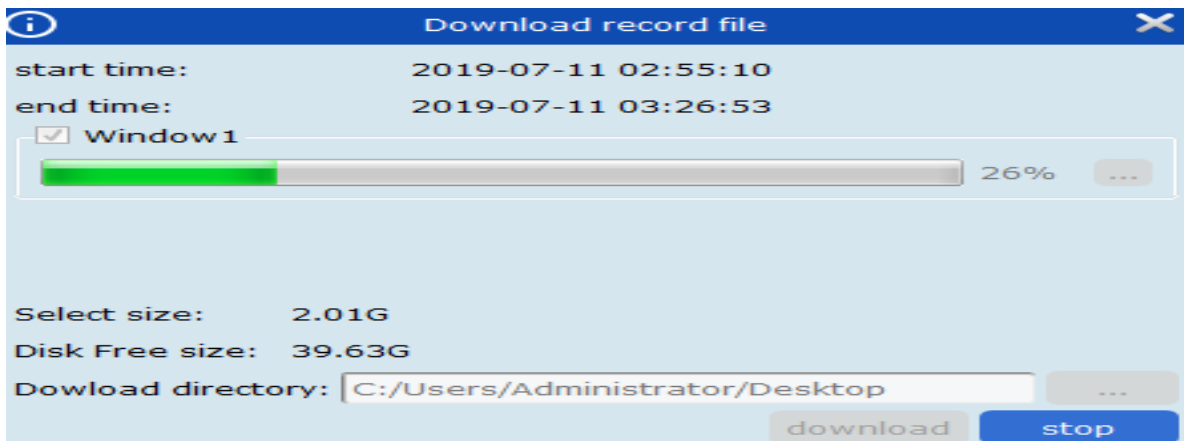 Download record file
start time: 2019-07-11 02:55:10
end time: 2019-07-11 03:26:53
Window1
26% ...
Select size: 2.01G
Disk Free size: 39.63G
Dowload directory: C:/Users/Administrator/Desktop ...
download stop